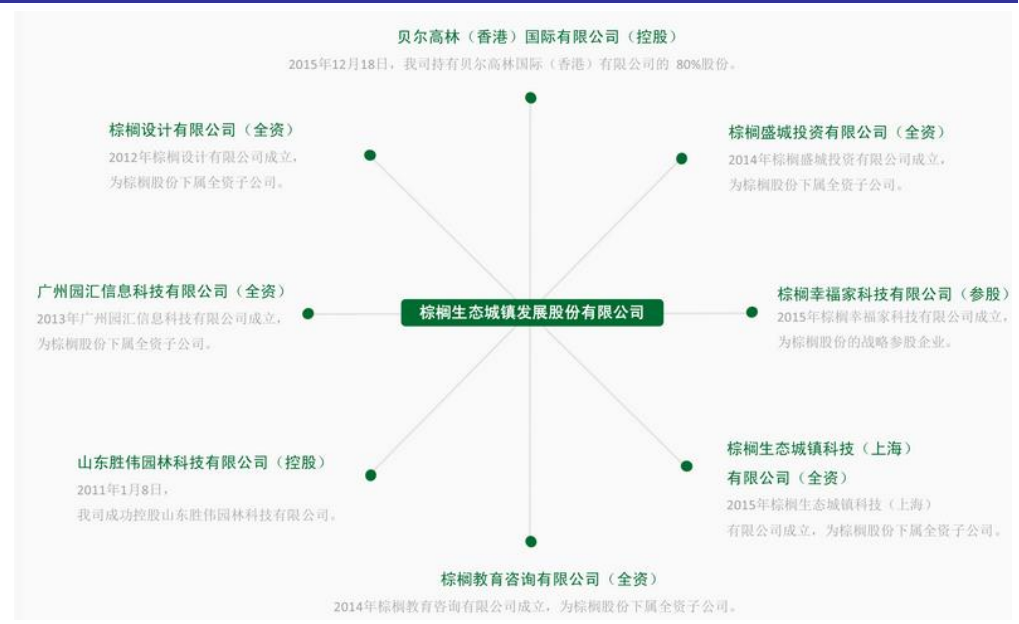 贝尔高林（香港）国际有限公司（控股）
2015年12月18日，我司持有贝尔高林国际（香港）有限公司的 80%股份。
棕榈设计有限公司（全资）
2012年棕榈设计有限公司成立，
为棕榈股份下属全资子公司。
棕榈盛城投资有限公司（全资）
2014年棕榈盛城投资有限公司成立，
为棕榈股份下属全资子公司。
广州园汇信息科技有限公司（全资）
2013年广州园汇信息科技有限公司成立，
为棕榈股份下属全资子公司。
棕榈生态城镇发展股份有限公司
棕榈幸福家科技有限公司（参股）
2015年棕榈幸福家科技有限公司成立，
为棕榈股份的战略参股企业。
山东胜伟园林科技有限公司（控股）
2011年1月8日，
我司成功控股山东胜伟园林科技有限公司。
棕榈生态城镇科技（上海）
有限公司（全资）
2015年棕榈生态城镇科技（上海）
有限公司成立，为棕榈股份下属全资子公司。
棕榈教育咨询有限公司（全资）
2014年棕榈教育咨询有限公司成立，为棕榈股份下属全资子公司。